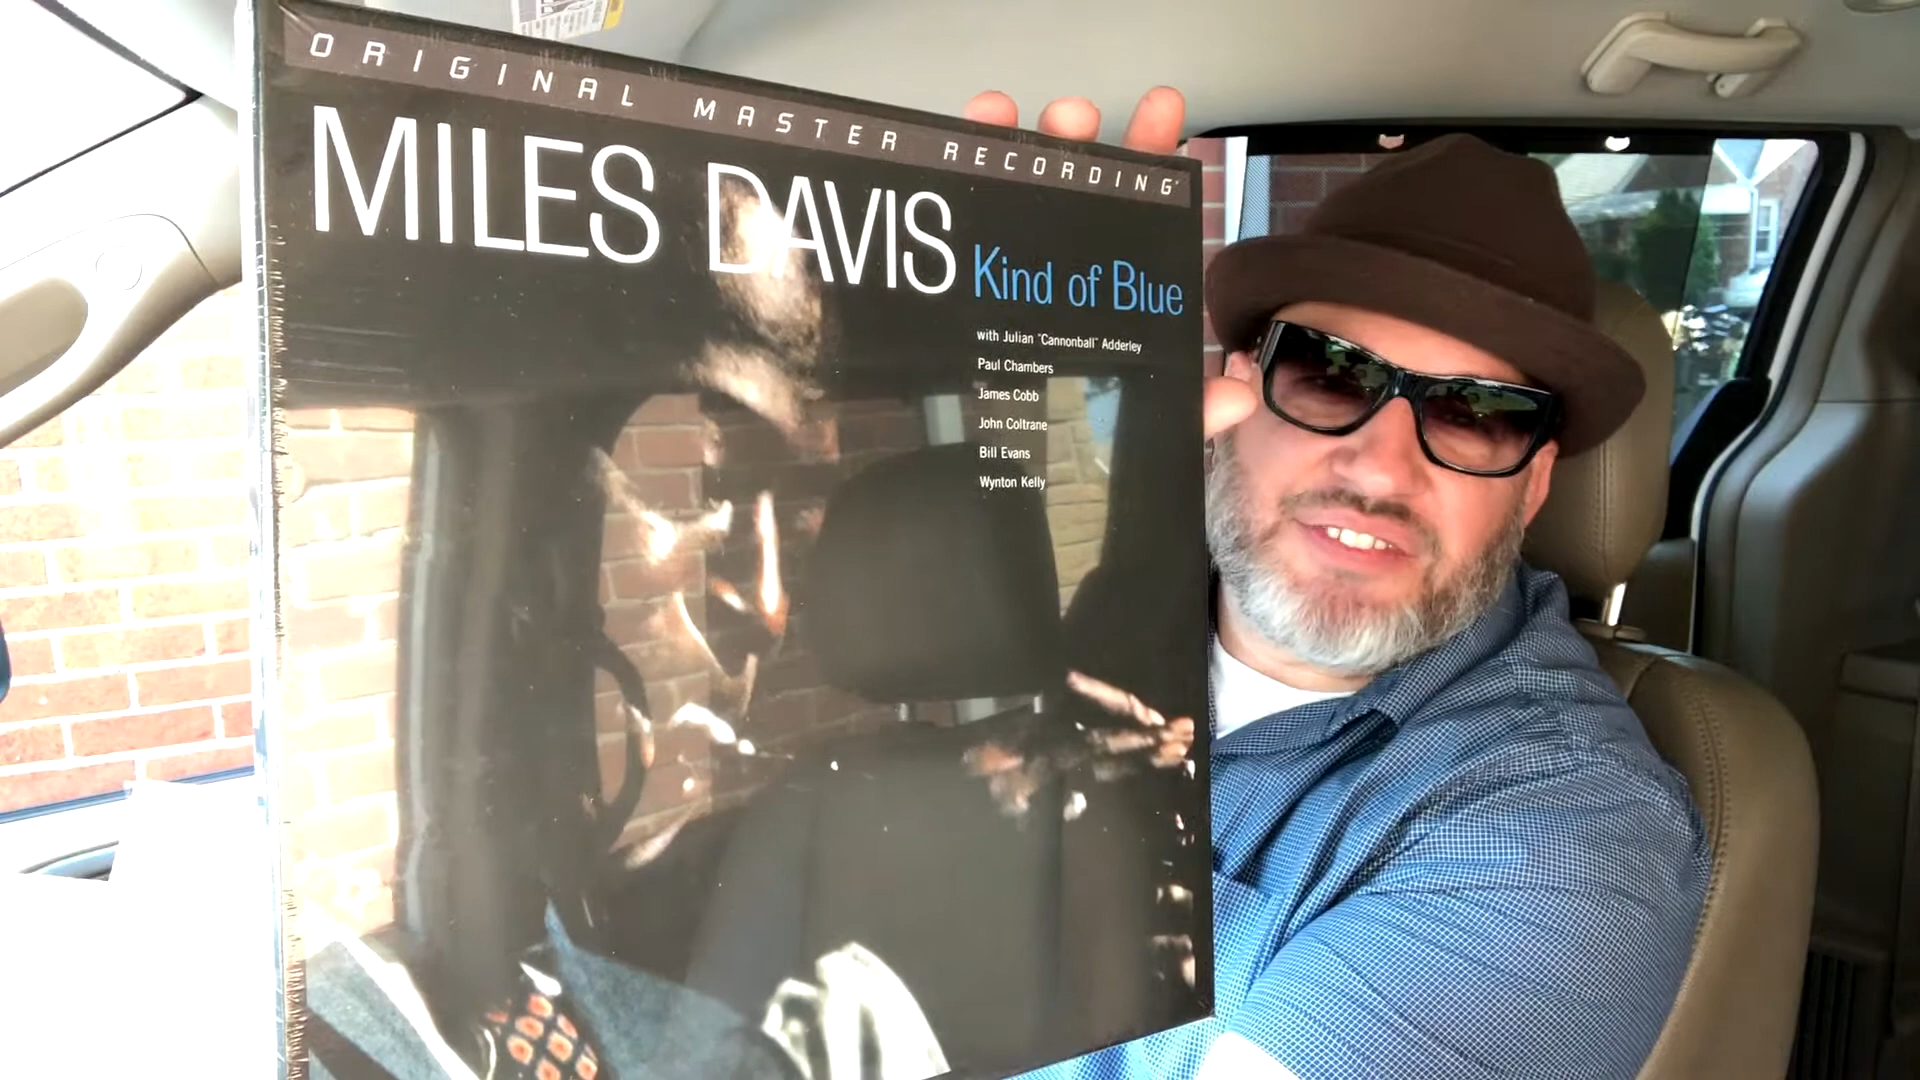 ORIGINAL MASTER RECORDING
MILES DAVIS
Kind of Blue
with Julian "Cannonball" Adderley
Paul Chambers
James Cobb
John Coltrane
Bill Evans
Wynton Kelly